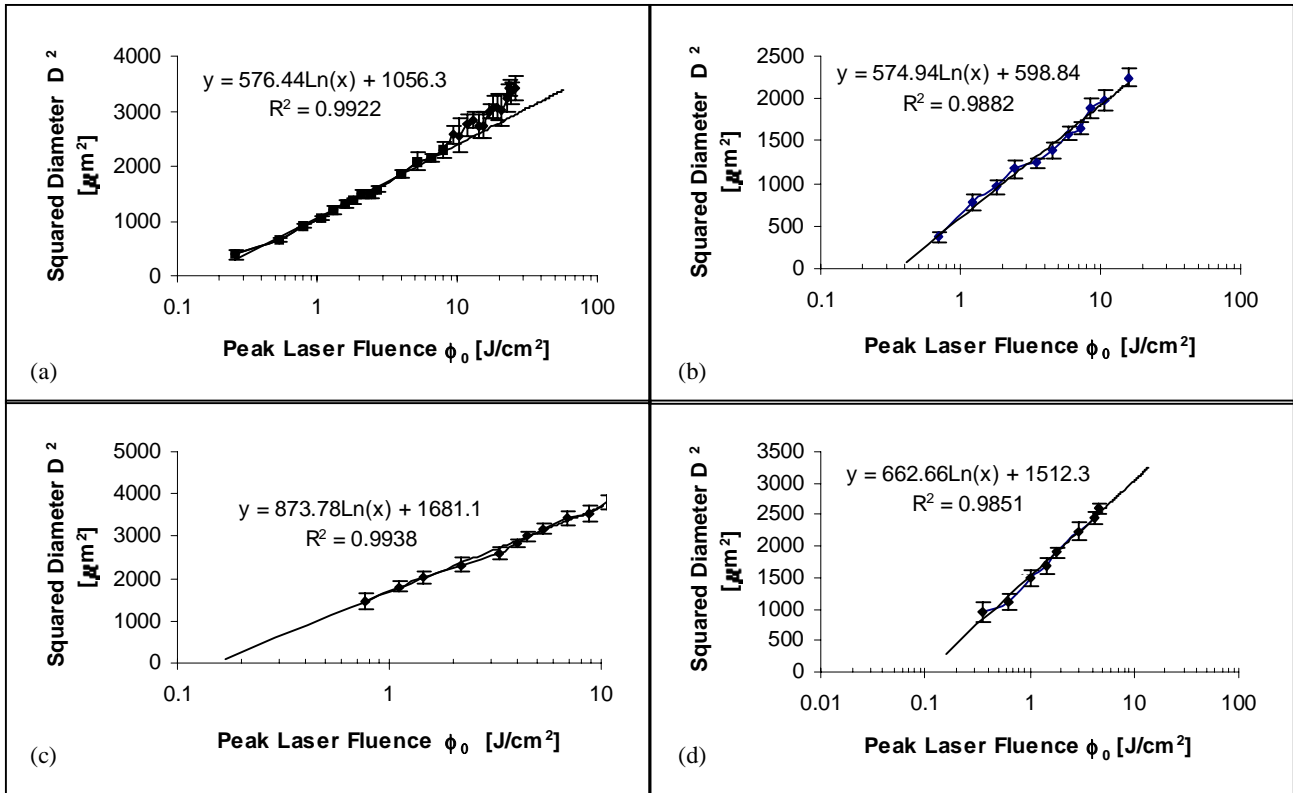 Squared Diameter D 2
[μm2]
4000
3000
2000
1000
0
y = 576.44Ln(x) + 1056.3
R2 = 0.9922
0.1 1 10 100
Peak Laser Fluence ϕ0 [J/cm2]
(a)
Squared Diameter D 2
[μm2]
2500
2000
1500
1000
500
0
y = 574.94Ln(x) + 598.84
R2 = 0.9882
0.1 1 10 100
Peak Laser Fluence ϕ0 [J/cm2]
(b)
Squared Diameter D 2
[μm2]
5000
4000
3000
2000
1000
0
y = 873.78Ln(x) + 1681.1
R2 = 0.9938
0.1 1 10
Peak Laser Fluence ϕ0 [J/cm2]
(c)
Squared Diameter D 2
[μm2]
3500
3000
2500
2000
1500
1000
500
0
y = 662.66Ln(x) + 1512.3
R2 = 0.9851
0.01 0.1 1 10 100
Peak Laser Fluence ϕ0 [J/cm2]
(d)